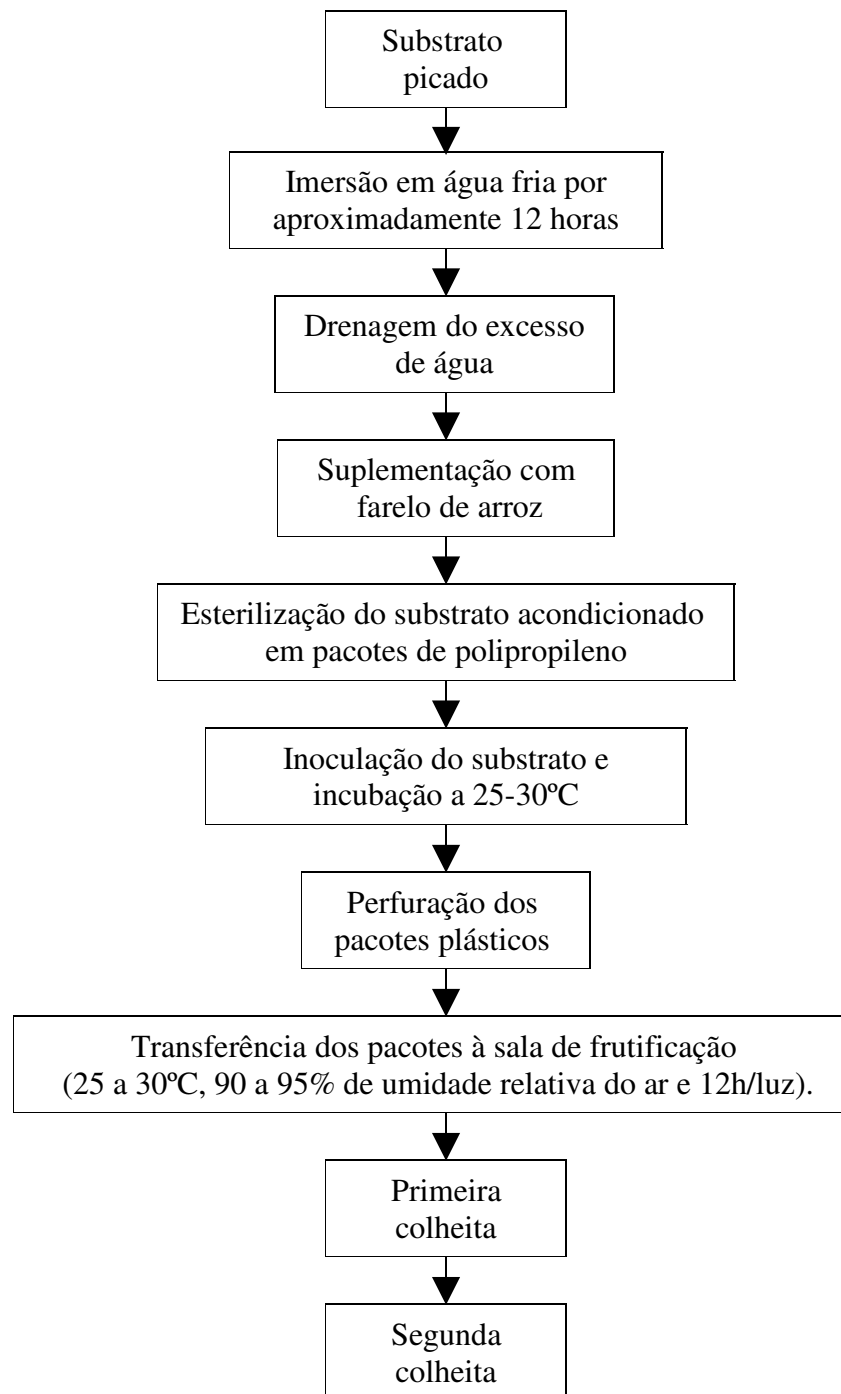 Substrato
picado
Imersão em água fria por
aproximadamente 12 horas
Drenagem do excesso
de água
Suplementação com
farelo de arroz
Esterilização do substrato acondicionado
em pacotes de polipropileno
Inoculação do substrato e
incubação a 25-30ºC
Perfuração dos
pacotes plásticos
Transferência dos pacotes à sala de frutificação
(25 a 30ºC, 90 a 95% de umidade relativa do ar e 12h/luz).
Primeira
colheita
Segunda
colheita